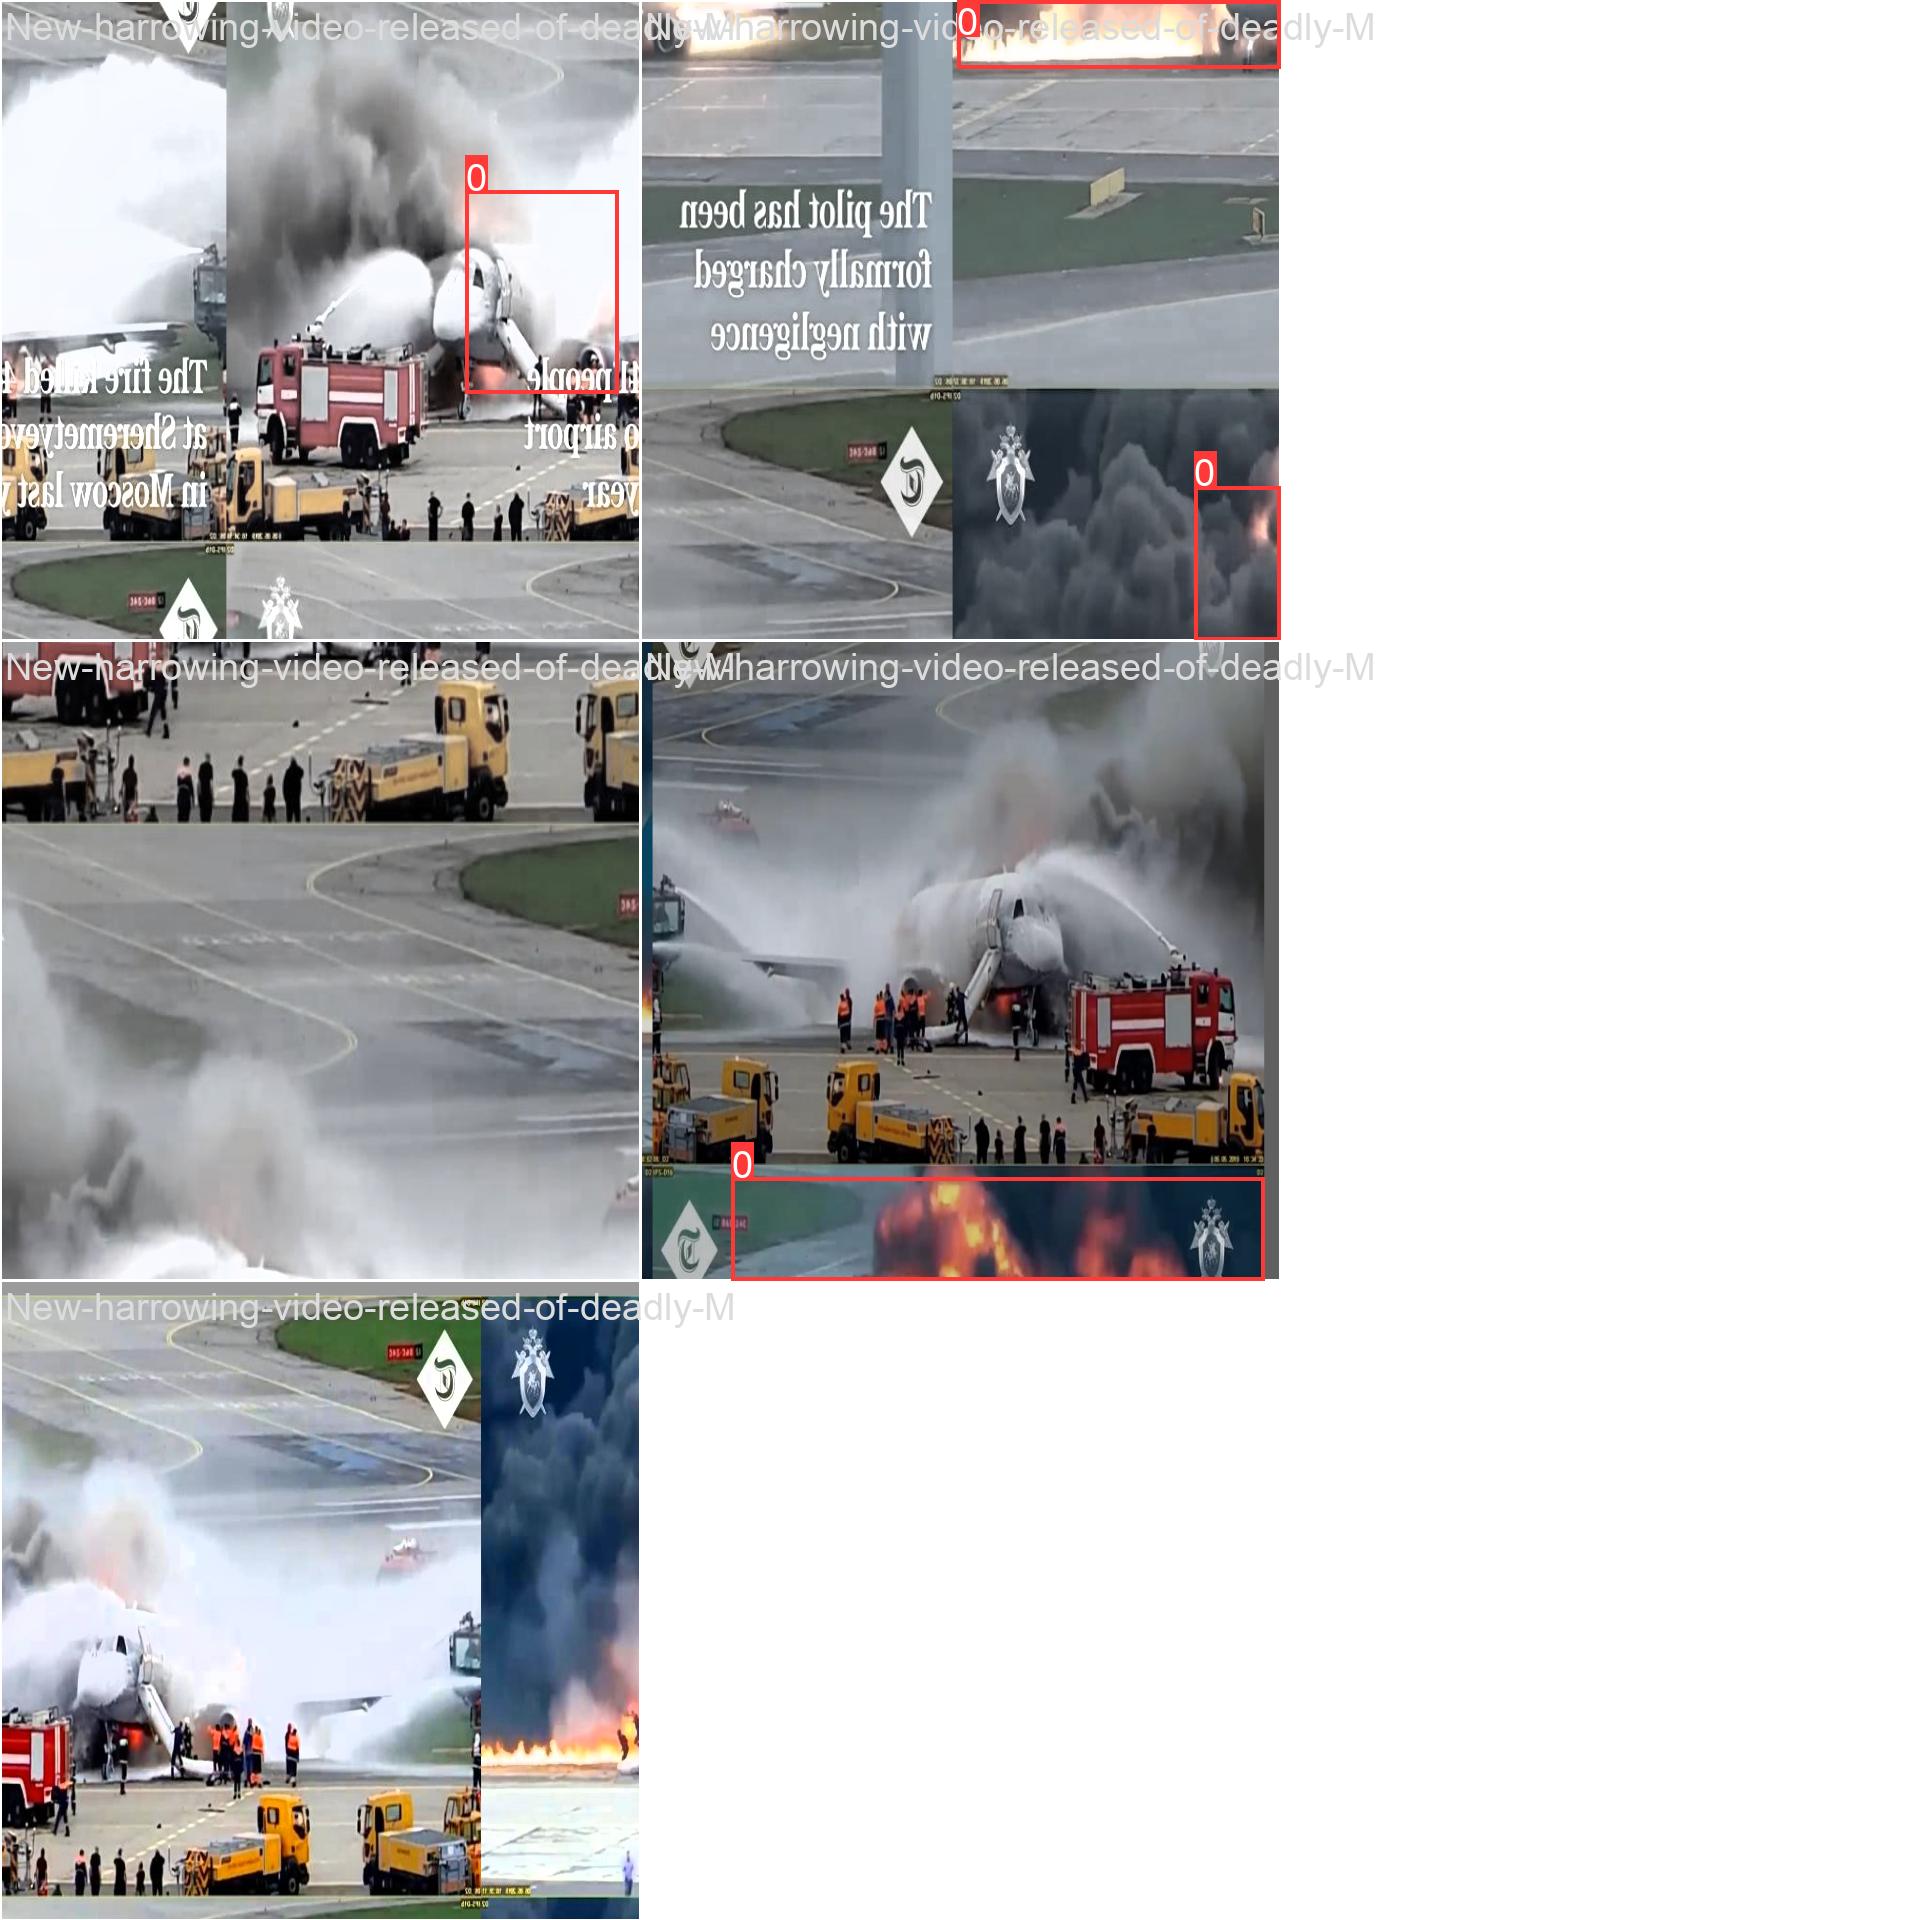 New-harrowing-video-released-of-deadly-M
0
The fire killed 41 people
at Sheremetyevo airport
in Moscow last year
New-harrowing-video-released-of-deadly-M
0
The pilot has been
formally charged
with negligence
0
New-harrowing-video-released-of-deadly-M
New-harrowing-video-released-of-deadly-M
0
New-harrowing-video-released-of-deadly-M